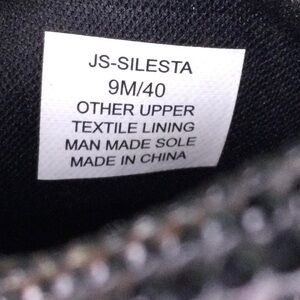 JS-SILESTA
9M/40
OTHER UPPER
TEXTILE LINING
MAN MADE SOLE
MADE IN CHINA